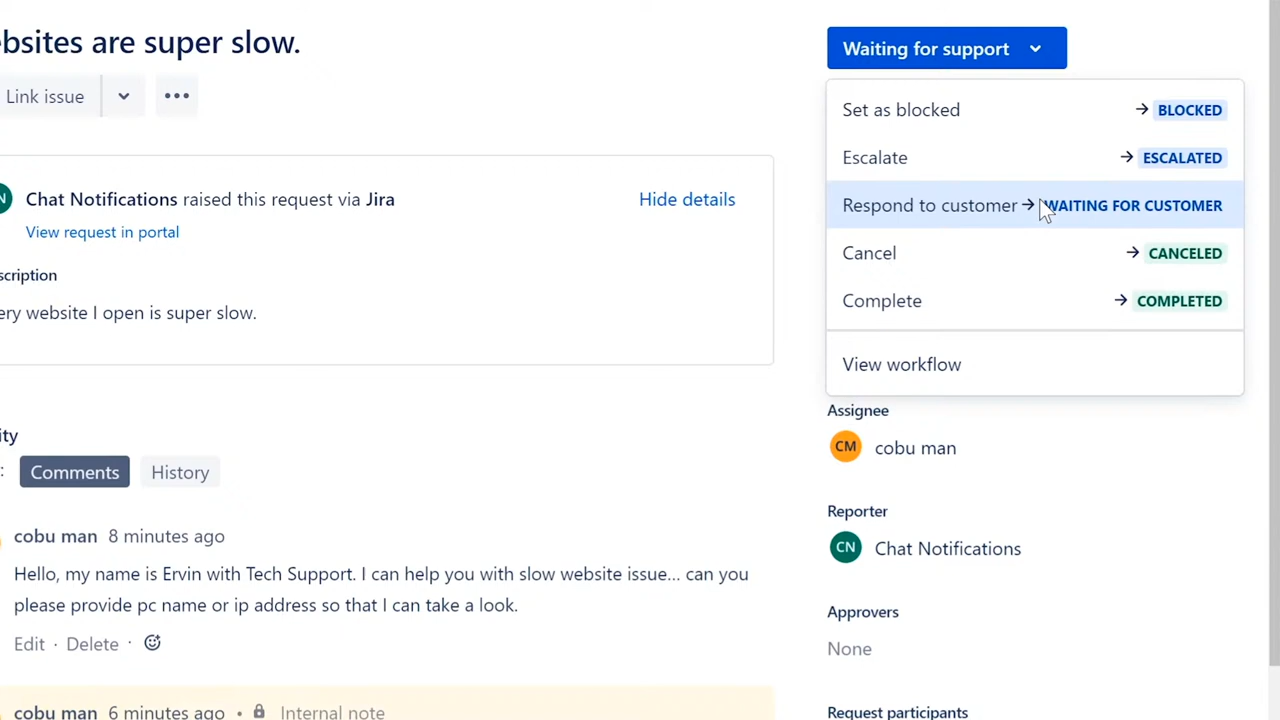 bsites are super slow.
Link issue
•••
N
Chat Notifications raised this request via Jira
Hide details
View request in portal
scription
ery website I open is super slow.
ity
:
Comments
History
cobu man 8 minutes ago
Hello, my name is Ervin with Tech Support. I can help you with slow website issue... can you
please provide pc name or ip address so that I can take a look.
Edit · Delete ·
cobu man 6 minutes ago • Internal note
Waiting for support
Set as blocked → BLOCKED
Escalate → ESCALATED
Respond to customer → WAITING FOR CUSTOMER
Cancel → CANCELED
Complete → COMPLETED
View workflow
Assignee
CM cobu man
Reporter
CN Chat Notifications
Approvers
None
Request participants